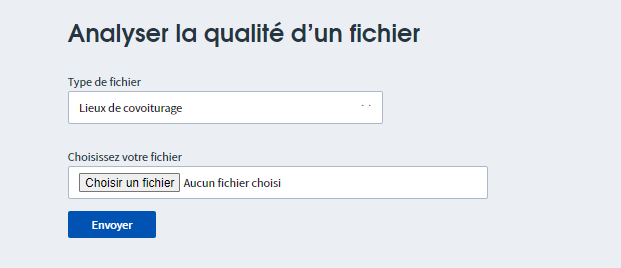 Analyser la qualité d’un fichier
Type de fichier
Lieux de covoiturage
Choisissez votre fichier
Choisir un fichier Aucun fichier choisi
Envoyer